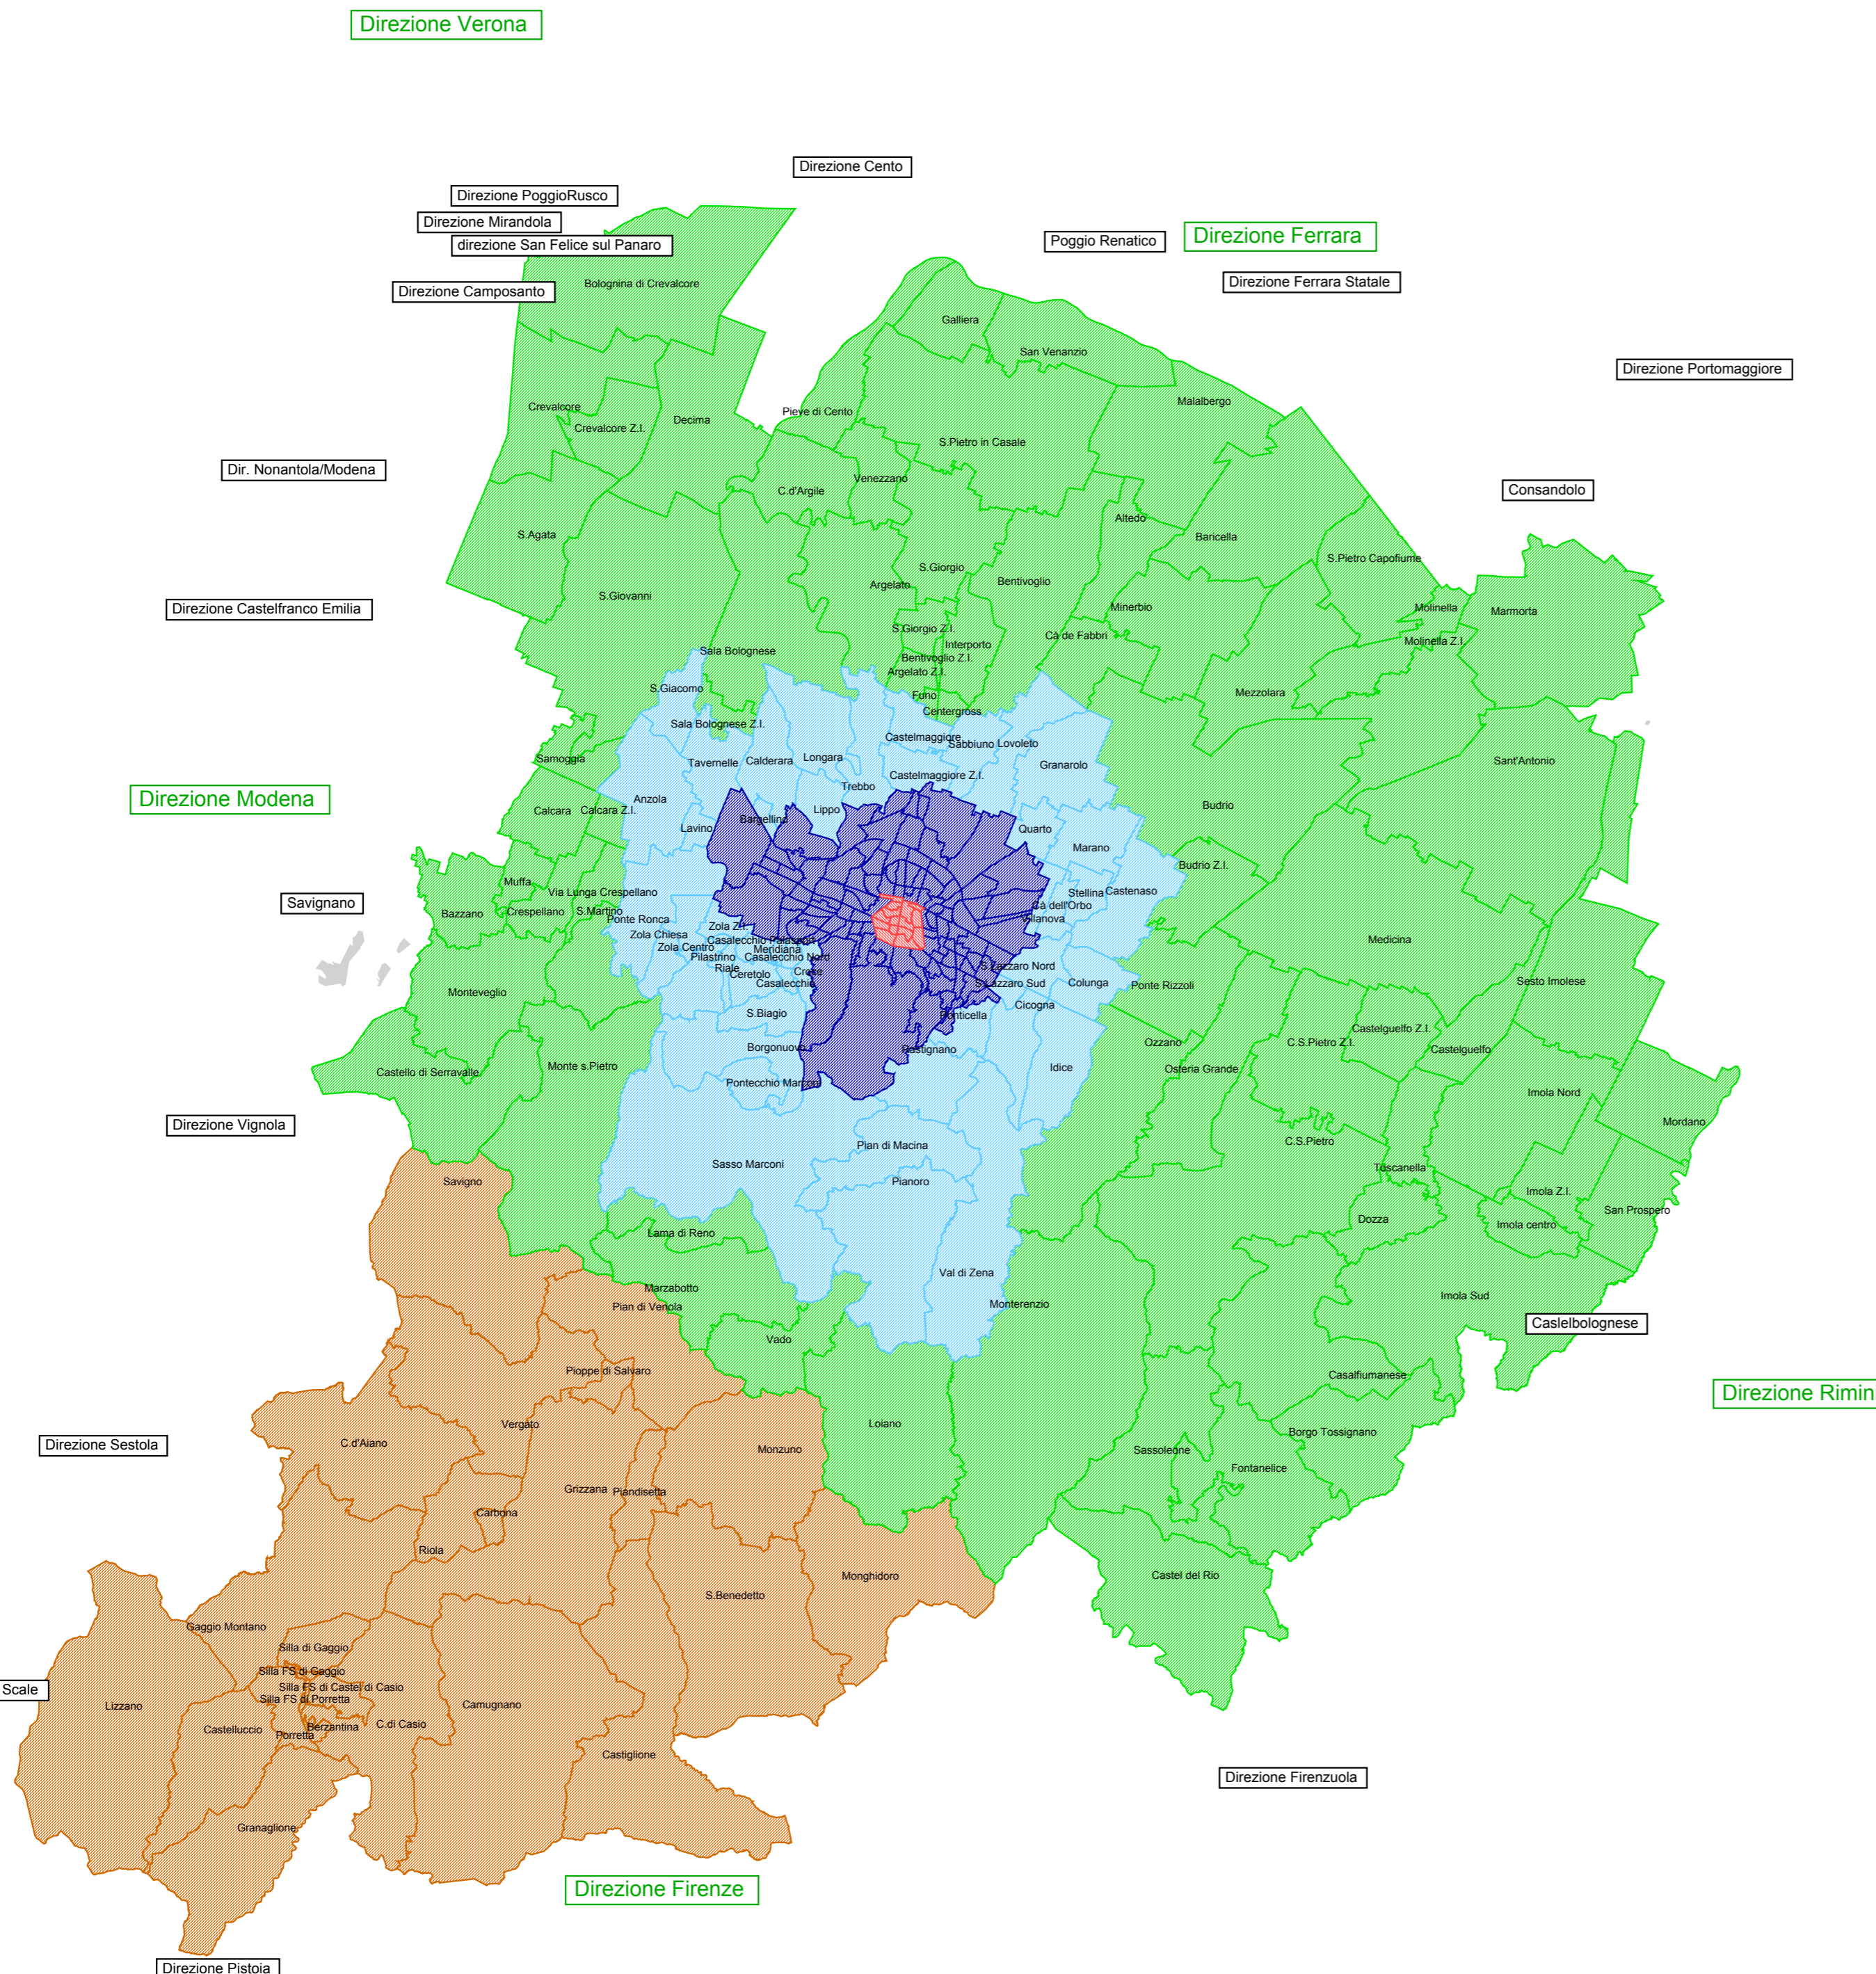 Direzione Verona
Direzione Cento
Direzione PoggioRusco
Direzione Mirandola
direzione San Felice sul Panaro
Poggio Renatico
Direzione Ferrara
Direzione Ferrara Statale
Direzione Camposanto
Bolognina di Crevalcore
Galliera
San Venanzio
Direzione Portomaggiore
Crevalcore
Crevalcore Z.I.
Decima
Pieve di Cento
Malalbergo
S.Pietro in Casale
Dir. Nonantola/Modena
Venezzano
C.d'Argile
Consandolo
Altedo
S.Agata
Baricella
S.Pietro Capofiume
S.Giorgio
Bentivoglio
Argelato
S.Giovanni
Direzione Castelfranco Emilia
Minerbio
Molinella
Marmorta
S.Giorgio Z.I.
Cà de Fabbri
Molinella Z.I.
Interporto
Sala Bolognese
Bentivoglio Z.I.
Argelato Z.I.
S.Giacomo
Funo
Mezzolara
Centergross
Sala Bolognese Z.I.
Castelmaggiore
Sabbiuno
Lovoleto
Samoggia
Tavernelle
Calderara
Longara
Granarolo
Sant'Antonio
Castelmaggiore Z.I.
Trebbo
Direzione Modena
Anzola
Calcara
Calcara Z.I.
Lippo
Budrio
Bargellino
Lavino
Quarto
Marano
Budrio Z.I.
Muffa
Via Lunga Crespellano
Stellina
Castenaso
Savignano
Bazzano
Crespellano
S.Martino
Cà dell'Orbo
Ponte Ronca
Villanova
Zola Z.I.
Zola Chiesa
Casalecchio Palasport
Medicina
Zola Centro
Meridiana
Pilastrino
Casalecchio Nord
Riale
Ceretolo
Croce
S.Lazzaro Nord
Casalecchio
S.Lazzaro Sud
Colunga
Ponte Rizzoli
Sesto Imolese
Monteveglio
Cicogna
S.Biagio
Ponticella
Castelguelfo Z.I.
C.S.Pietro Z.I.
Ozzano
Borgonuovo
Rastignano
Castelguelfo
Monte s.Pietro
Idice
Osteria Grande
Castello di Serravalle
Pontecchio Marconi
Imola Nord
Mordano
Direzione Vignola
Pian di Macina
C.S.Pietro
Sasso Marconi
Toscanella
Savigno
Pianoro
Imola Z.I.
San Prospero
Dozza
Imola centro
Lama di Reno
Val di Zena
Marzabotto
Imola Sud
Pian di Venola
Monterenzio
Caslelbolognese
Vado
Pioppe di Salvaro
Casalfiumanese
Direzione Rimin
Vergato
Loiano
Borgo Tossignano
C.d'Aiano
Direzione Sestola
Monzuno
Sassoleone
Fontanelice
Grizzana
Piandisetta
Carbona
Riola
Castel del Rio
Monghidoro
S.Benedetto
Gaggio Montano
Silla di Gaggio
Silla FS di Gaggio
Silla FS di Castel di Casio
Scale
Silla FS di Porretta
Lizzano
Camugnano
C.di Casio
Berzantina
Castelluccio
Porretta
Castiglione
Direzione Firenzuola
Granaglione
Direzione Firenze
Direzione Pistoia